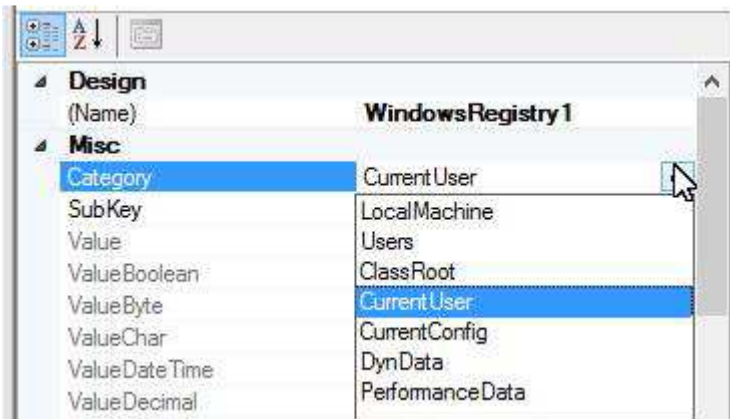 Design
(Name) WindowsRegistry1
Misc
Category CurrentUser
SubKey LocalMachine
Value Users
ValueBoolean ClassRoot
ValueByte CurrentUser
ValueChar CurrentConfig
ValueDateTime DynData
ValueDecimal PerformanceData